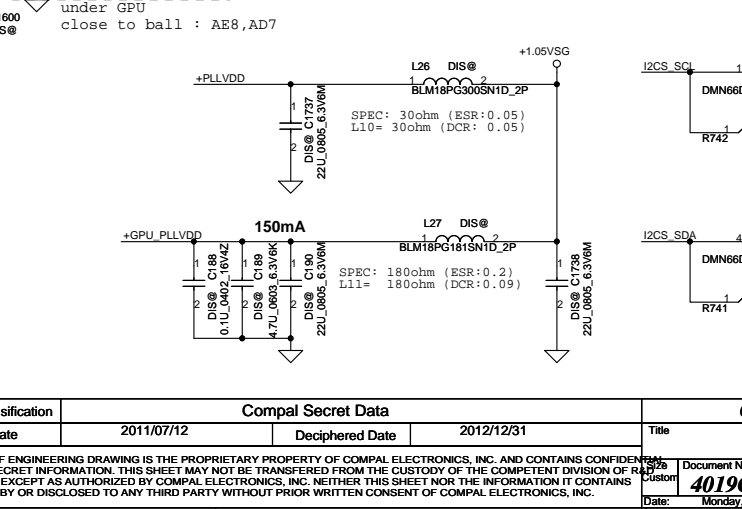 under GPU
1600
S@
close to ball : AE8,AD7
+1.05VSG
L26 DIS@
+PLLVDD
1 2
BLM18PG300SN1D_2P
SPEC: 30ohm (ESR:0.05)
L10= 30ohm (DCR: 0.05)
1
2
DIS@ C1737
22U_0805_6.3V6M
I2CS_SCL
1
DMN66D
1
R742
150mA
L27 DIS@
+GPU_PLLVDD
1 2
BLM18PG181SN1D_2P
SPEC: 180ohm (ESR:0.2)
L11= 180ohm (DCR:0.09)
1
2
DIS@ C188
0.1U_0402_16V4Z
1
2
DIS@ C189
4.7U_0603_6.3V6K
1
2
DIS@ C190
22U_0805_6.3V6M
1
2
DIS@ C1738
22U_0805_6.3V6M
I2CS_SDA
4
DMN66D
1
R741
sification
Compal Secret Data
ate
2011/07/12
Deciphered Date
2012/12/31
Title
F ENGINEERING DRAWING IS THE PROPRIETARY PROPERTY OF COMPAL ELECTRONICS, INC. AND CONTAINS CONFIDENTIAL
ECRET INFORMATION. THIS SHEET MAY NOT BE TRANSFERED FROM THE CUSTODY OF THE COMPETENT DIVISION OF R&D
EXCEPT AS AUTHORIZED BY COMPAL ELECTRONICS, INC. NEITHER THIS SHEET NOR THE INFORMATION IT CONTAINS
BY OR DISCLOSED TO ANY THIRD PARTY WITHOUT PRIOR WRITTEN CONSENT OF COMPAL ELECTRONICS, INC.
Size
Custom
Document N
4019
Date:
Monday,